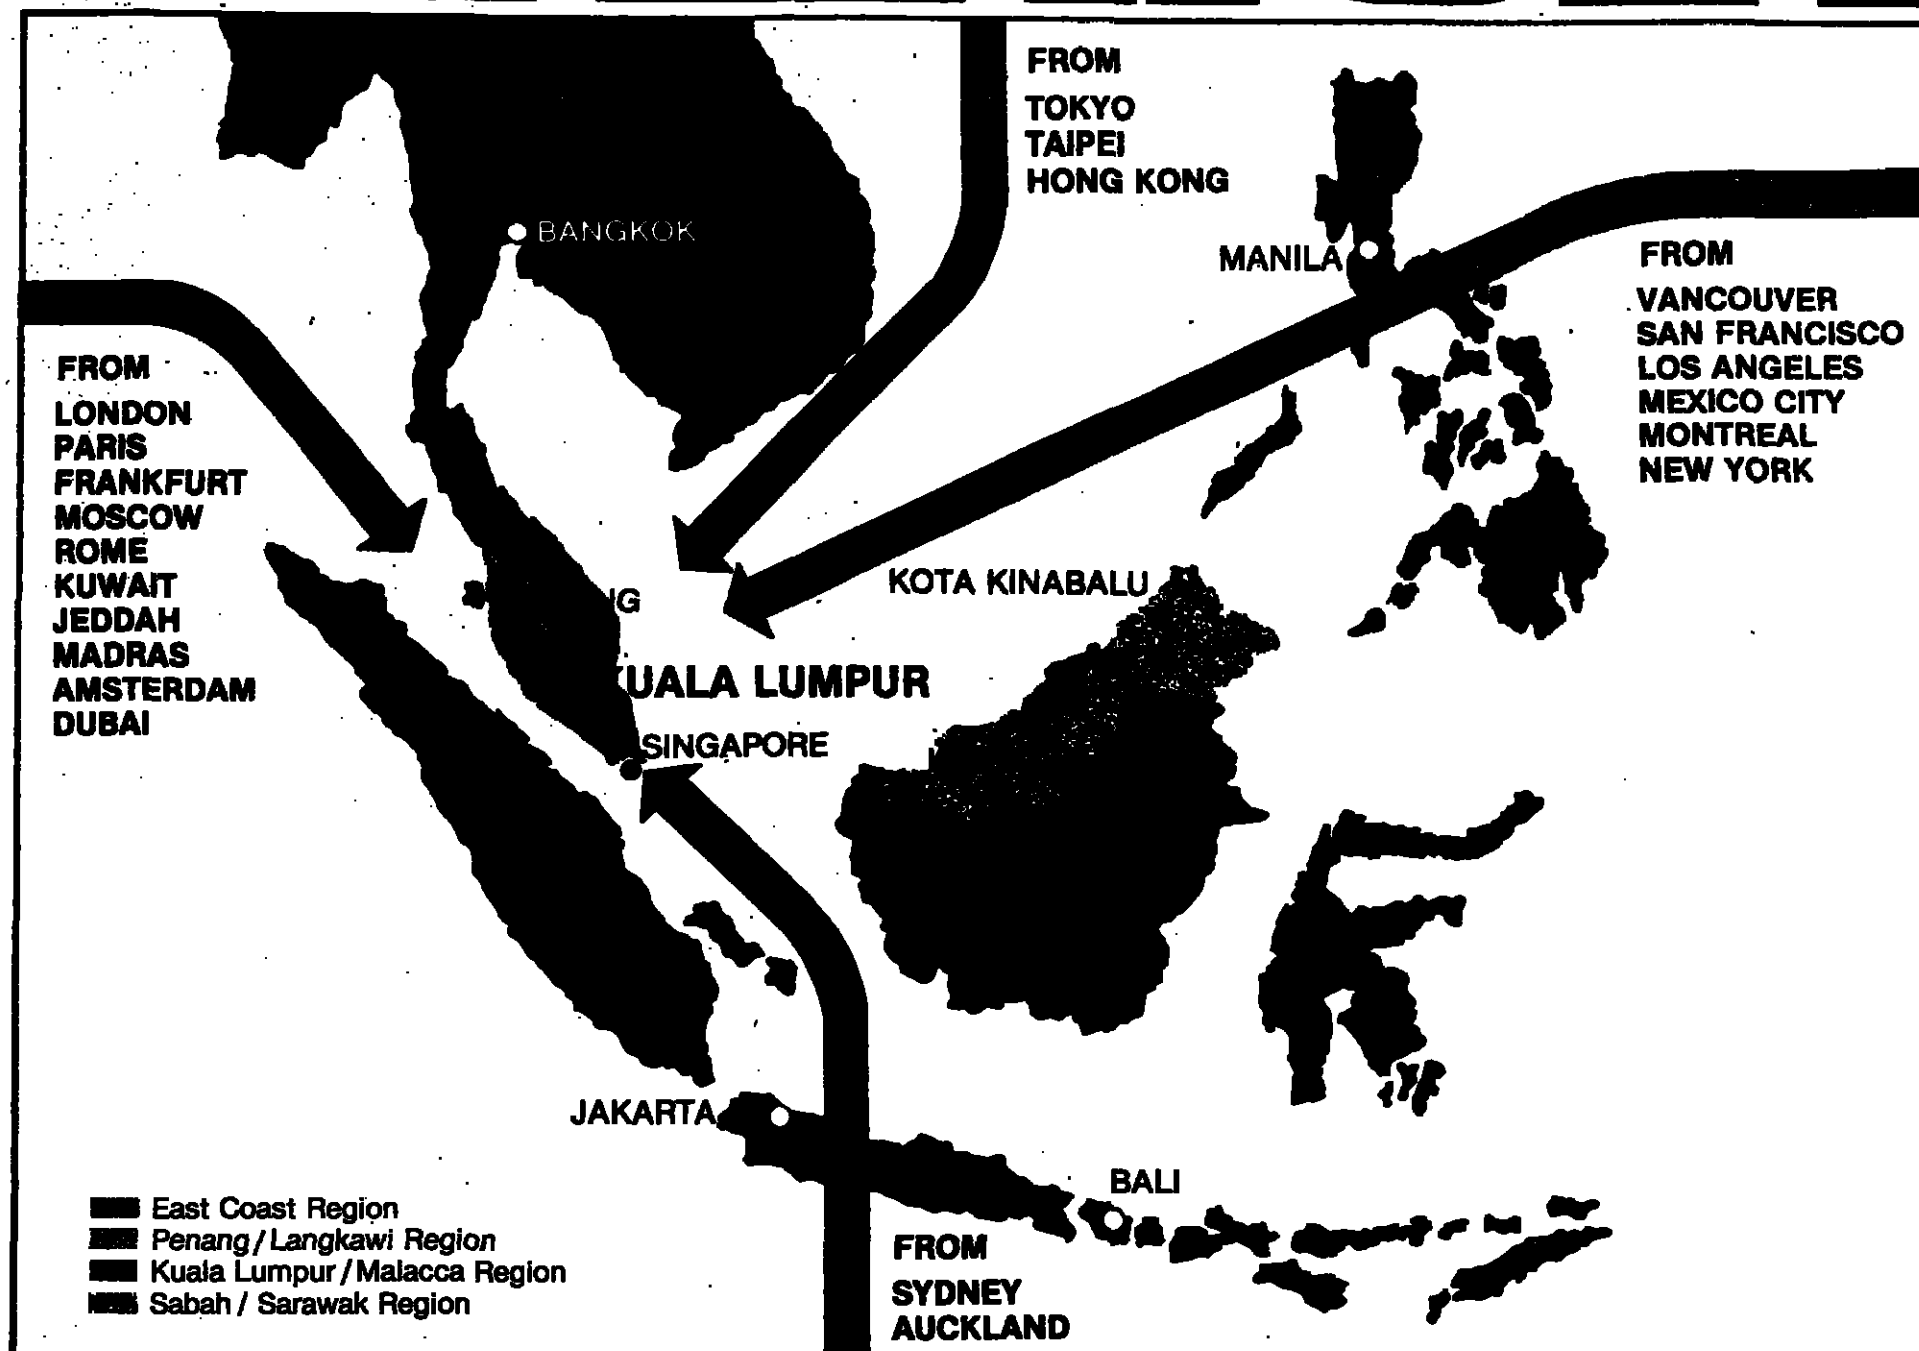 FROM
TOKYO
TAIPEI
HONG KONG
BANGKOK
MANILA
FROM
VANCOUVER
SAN FRANCISCO
LOS ANGELES
MEXICO CITY
MONTREAL
NEW YORK
FROM
LONDON
PARIS
FRANKFURT
MOSCOW
ROME
KUWAIT
JEDDAH
MADRAS
AMSTERDAM
DUBAI
KOTA KINABALU
KUALA LUMPUR
SINGAPORE
JAKARTA
BALI
East Coast Region
Penang/Langkawi Region
Kuala Lumpur/Malacca Region
Sabah/ Sarawak Region
FROM
SYDNEY
AUCKLAND